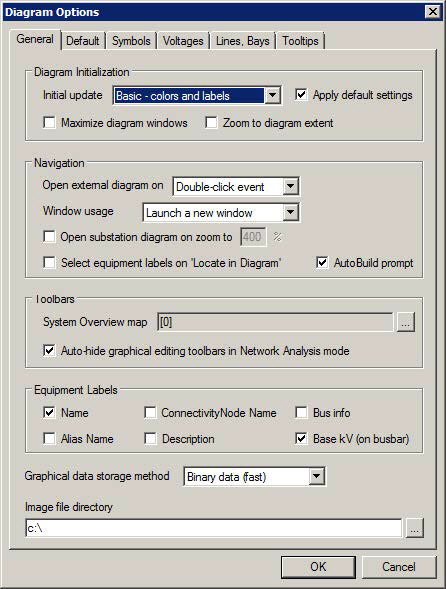 Diagram Options
General Default Symbols Voltages Lines, Bays Tooltips
Diagram Initialization
Initial update Basic - colors and labels Apply default settings
Maximize diagram windows Zoom to diagram extent
Navigation
Open external diagram on Double-click event
Window usage Launch a new window
Open substation diagram on zoom to 400 %
Select equipment labels on 'Locate in Diagram' AutoBuild prompt
Toolbars
System Overview map [0] ...
Auto-hide graphical editing toolbars in Network Analysis mode
Equipment Labels
Name ConnectivityNode Name Bus info
Alias Name Description Base kV (on busbar)
Graphical data storage method Binary data (fast)
Image file directory
c:\ ...
OK Cancel